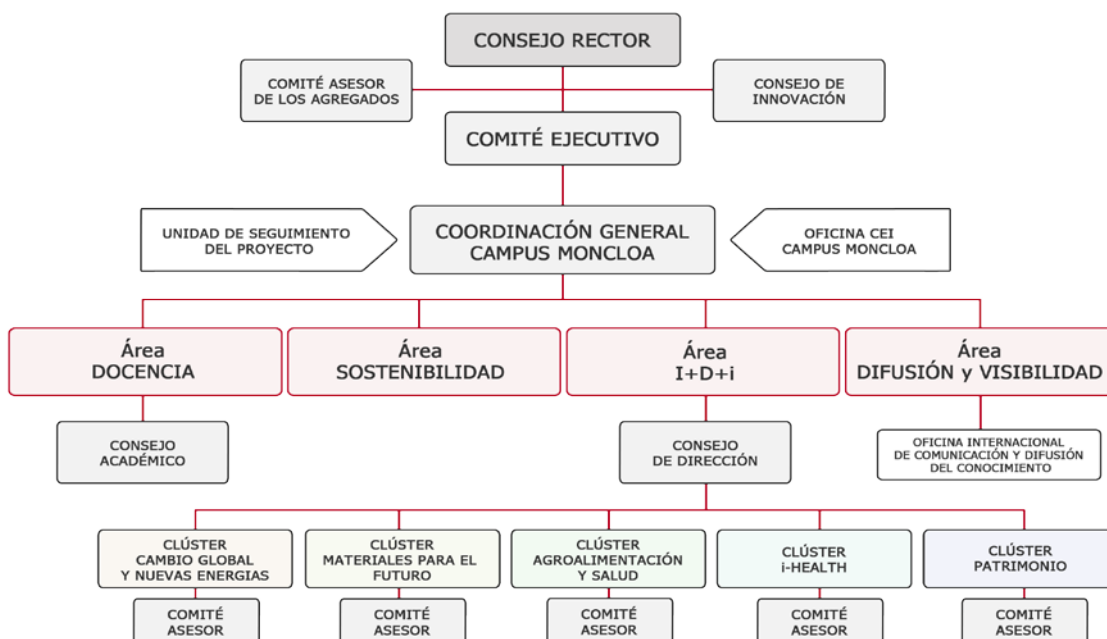 CONSEJO RECTOR
COMITÉ ASESOR
DE LOS AGREGADOS
CONSEJO DE
INNOVACIÓN
COMITÉ EJECUTIVO
UNIDAD DE SEGUIMIENTO
DEL PROYECTO
COORDINACIÓN GENERAL
CAMPUS MONCLOA
OFICINA CEI
CAMPUS MONCLOA
Área
DOCENCIA
Área
SOSTENIBILIDAD
Área
I+D+i
Área
DIFUSIÓN y VISIBILIDAD
CONSEJO
ACADÉMICO
CONSEJO
DE DIRECCIÓN
OFICINA INTERNACIONAL
DE COMUNICACIÓN Y DIFUSIÓN
DEL CONOCIMIENTO
CLÚSTER
CAMBIO GLOBAL
Y NUEVAS ENERGIAS
CLÚSTER
MATERIALES PARA EL
FUTURO
CLÚSTER
AGROALIMENTACIÓN
Y SALUD
CLÚSTER
i-HEALTH
CLÚSTER
PATRIMONIO
COMITÉ
ASESOR
COMITÉ
ASESOR
COMITÉ
ASESOR
COMITÉ
ASESOR
COMITÉ
ASESOR